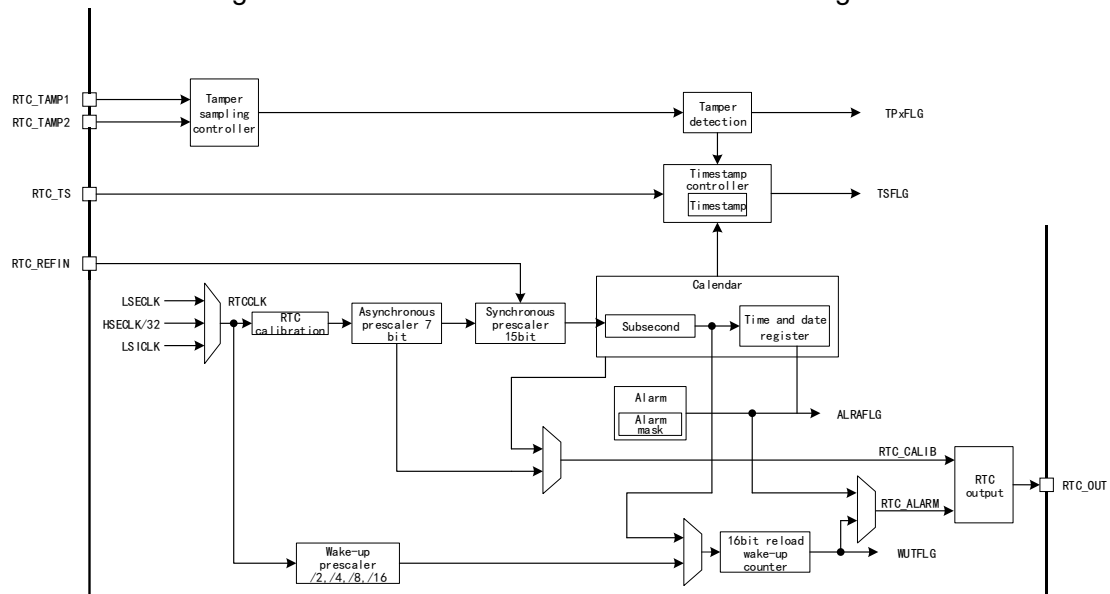 RTC_TAMP1
RTC_TAMP2
Tamper
sampling
controller
Tamper
detection
TPxFLG
RTC_TS
Timestamp
controller
Timestamp
TSFLG
RTC_REFIN
Calendar
LSECLK
HSECLK/32
LSICLK
RTCCLK
RTC
calibration
Asynchronous
prescaler 7
bit
Synchronous
prescaler
15bit
Subsecond
Time and date
register
Alarm
Alarm
mask
ALRAFLG
RTC_CALIB
RTC_ALARM
RTC
output
RTC_OUT
Wake-up
prescaler
/2,/4,/8,/16
16bit reload
wake-up
counter
WUTFLG